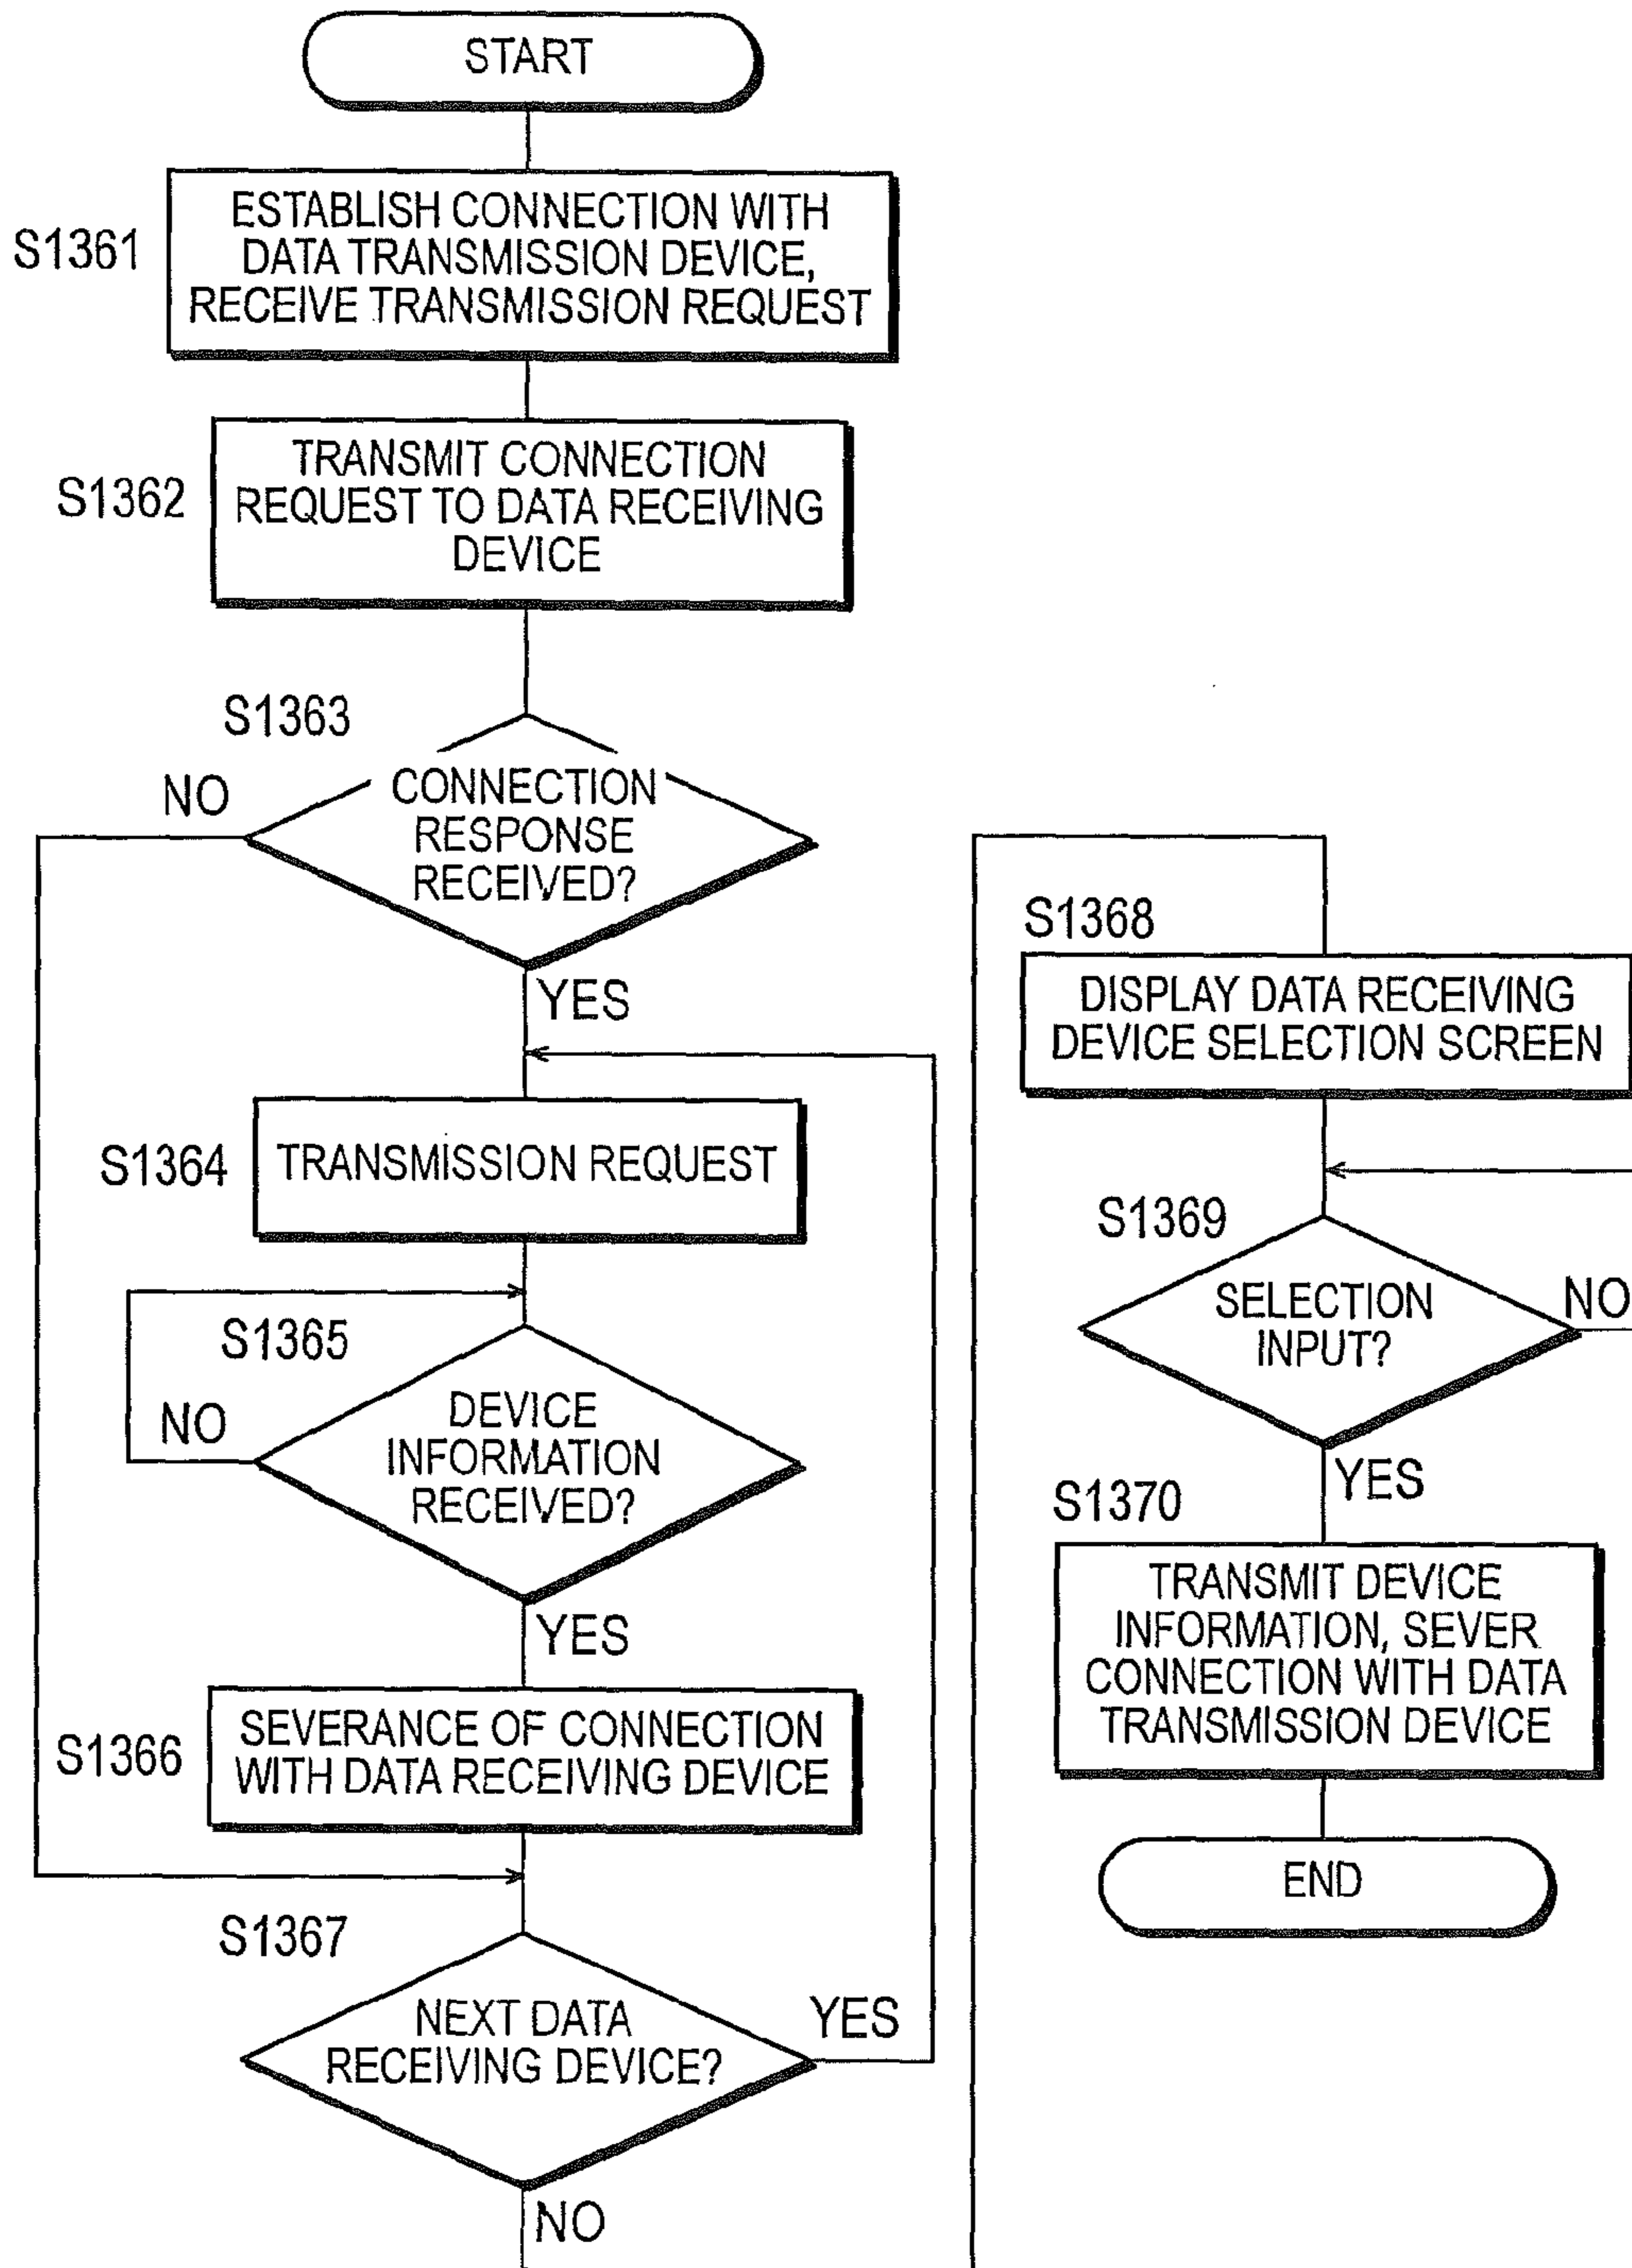 START
S1361
ESTABLISH CONNECTION WITH
DATA TRANSMISSION DEVICE,
RECEIVE TRANSMISSION REQUEST
S1362
TRANSMIT CONNECTION
REQUEST TO DATA RECEIVING
DEVICE
S1363
NO
CONNECTION
RESPONSE
RECEIVED?
YES
S1364
TRANSMISSION REQUEST
S1365
NO
DEVICE
INFORMATION
RECEIVED?
YES
S1366
SEVERANCE OF CONNECTION
WITH DATA RECEIVING DEVICE
S1367
NEXT DATA
RECEIVING DEVICE?
YES
NO
S1368
DISPLAY DATA RECEIVING
DEVICE SELECTION SCREEN
S1369
SELECTION
INPUT?
NO
YES
S1370
TRANSMIT DEVICE
INFORMATION, SEVER
CONNECTION WITH DATA
TRANSMISSION DEVICE
END